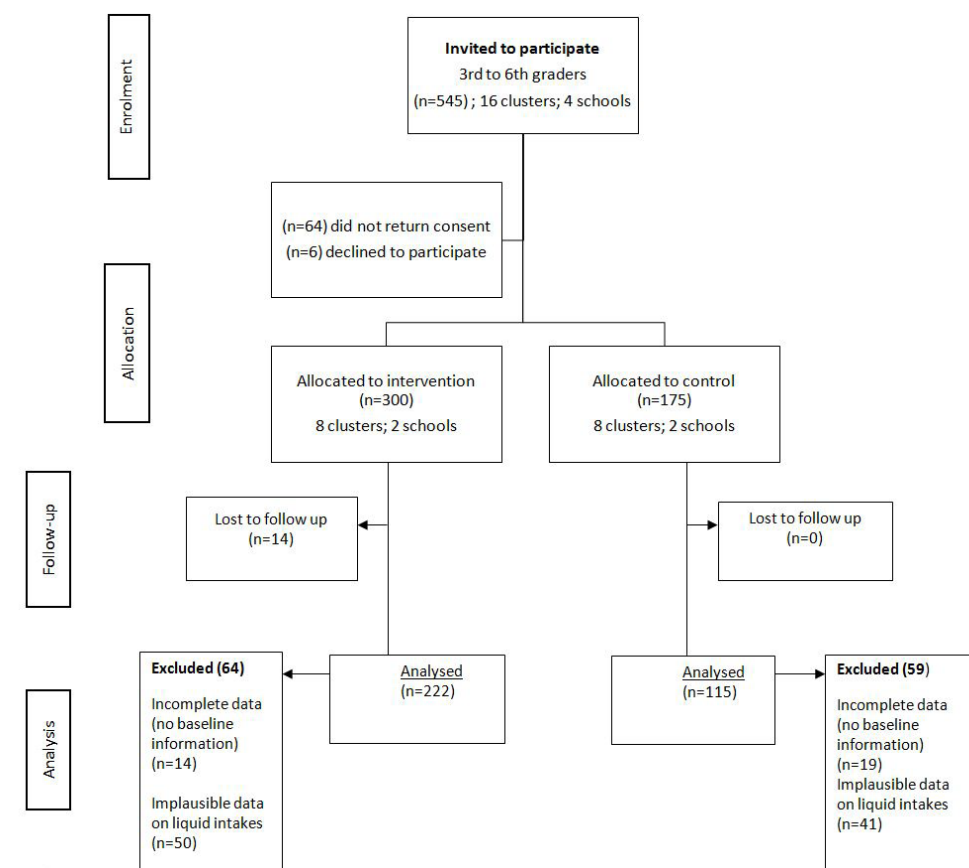 Enrolment
Invited to participate
3rd to 6th graders
(n=545) ; 16 clusters; 4 schools
(n=64) did not return consent
(n=6) declined to participate
Allocation
Allocated to intervention
(n=300)
8 clusters; 2 schools
Allocated to control
(n=175)
8 clusters; 2 schools
Follow-up
Lost to follow up
(n=14)
Lost to follow up
(n=0)
Analysis
Excluded (64)
Incomplete data
(no baseline
information)
(n=14)
Implausible data
on liquid intakes
(n=50)
Analysed
(n=222)
Analysed
(n=115)
Excluded (59)
Incomplete data
(no baseline
information)
(n=19)
Implausible data
on liquid intakes
(n=41)